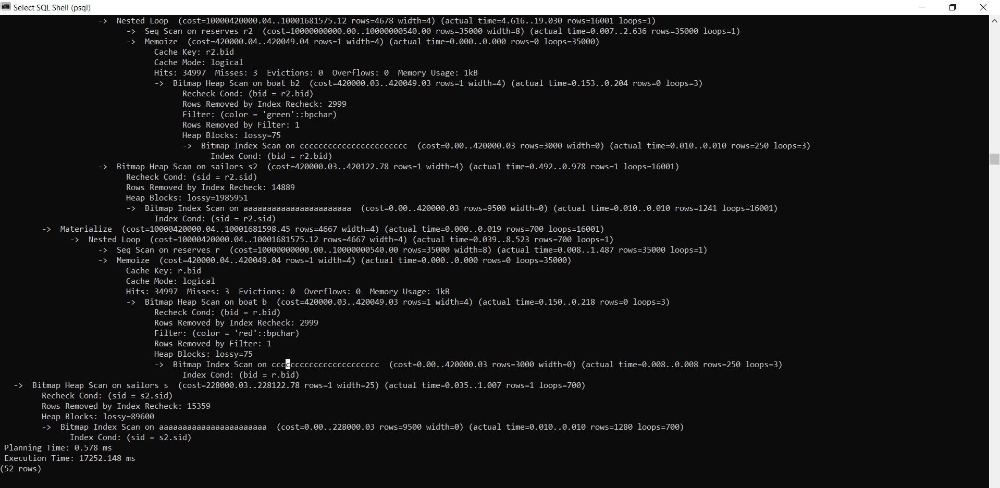 Select SQL Shell (psql)
-> Nested Loop (cost=10000420000.04..10001681575.12 rows=4678 width=4) (actual time=4.616..19.030 rows=16001 loops=1)
-> Seq Scan on reserves r2 (cost=10000000000.00..10000000540.00 rows=35000 width=8) (actual time=0.007..2.636 rows=35000 loops=1)
-> Memoize (cost=420000.04..420049.04 rows=1 width=4) (actual time=0.000..0.000 rows=0 loops=35000)
Cache Key: r2.bid
Cache Mode: logical
Hits: 34997 Misses: 3 Evictions: 0 Overflows: 0 Memory Usage: 1kB
-> Bitmap Heap Scan on boat b2 (cost=420000.03..420049.03 rows=1 width=4) (actual time=0.153..0.204 rows=0 loops=3)
Recheck Cond: (bid = r2.bid)
Rows Removed by Index Recheck: 2999
Filter: (color = 'green'::bpchar)
Rows Removed by Filter: 1
Heap Blocks: lossy=75
-> Bitmap Index Scan on ccccccccccccccccccccccc (cost=0.00..420000.03 rows=3000 width=0) (actual time=0.010..0.010 rows=250 loops=3)
Index Cond: (bid = r2.bid)
-> Bitmap Heap Scan on sailors s2 (cost=420000.03..420122.78 rows=1 width=4) (actual time=0.492..0.978 rows=1 loops=16001)
Recheck Cond: (sid = r2.sid)
Rows Removed by Index Recheck: 14889
Heap Blocks: lossy=1985951
-> Bitmap Index Scan on aaaaaaaaaaaaaaaaaaaaaaa (cost=0.00..420000.03 rows=9500 width=0) (actual time=0.010..0.010 rows=1241 loops=16001)
Index Cond: (sid = r2.sid)
-> Materialize (cost=10000420000.04..10001681598.45 rows=4667 width=4) (actual time=0.000..0.019 rows=700 loops=16001)
-> Nested Loop (cost=10000420000.04..10001681575.12 rows=4667 width=4) (actual time=0.039..8.523 rows=700 loops=1)
-> Seq Scan on reserves r (cost=10000000000.00..10000000540.00 rows=35000 width=8) (actual time=0.008..1.487 rows=35000 loops=1)
-> Memoize (cost=420000.04..420049.04 rows=1 width=4) (actual time=0.000..0.000 rows=0 loops=35000)
Cache Key: r.bid
Cache Mode: logical
Hits: 34997 Misses: 3 Evictions: 0 Overflows: 0 Memory Usage: 1kB
-> Bitmap Heap Scan on boat b (cost=420000.03..420049.03 rows=1 width=4) (actual time=0.150..0.218 rows=0 loops=3)
Recheck Cond: (bid = r.bid)
Rows Removed by Index Recheck: 2999
Filter: (color = 'red'::bpchar)
Rows Removed by Filter: 1
Heap Blocks: lossy=75
-> Bitmap Index Scan on ccccccccccccccccccccccc (cost=0.00..420000.03 rows=3000 width=0) (actual time=0.008..0.008 rows=250 loops=3)
Index Cond: (bid = r.bid)
-> Bitmap Heap Scan on sailors s (cost=228000.03..228122.78 rows=1 width=25) (actual time=0.035..1.007 rows=1 loops=700)
Recheck Cond: (sid = s2.sid)
Rows Removed by Index Recheck: 15359
Heap Blocks: lossy=89600
-> Bitmap Index Scan on aaaaaaaaaaaaaaaaaaaaaaa (cost=0.00..228000.03 rows=9500 width=0) (actual time=0.010..0.010 rows=1280 loops=700)
Index Cond: (sid = s2.sid)
Planning Time: 0.578 ms
Execution Time: 17252.148 ms
(52 rows)